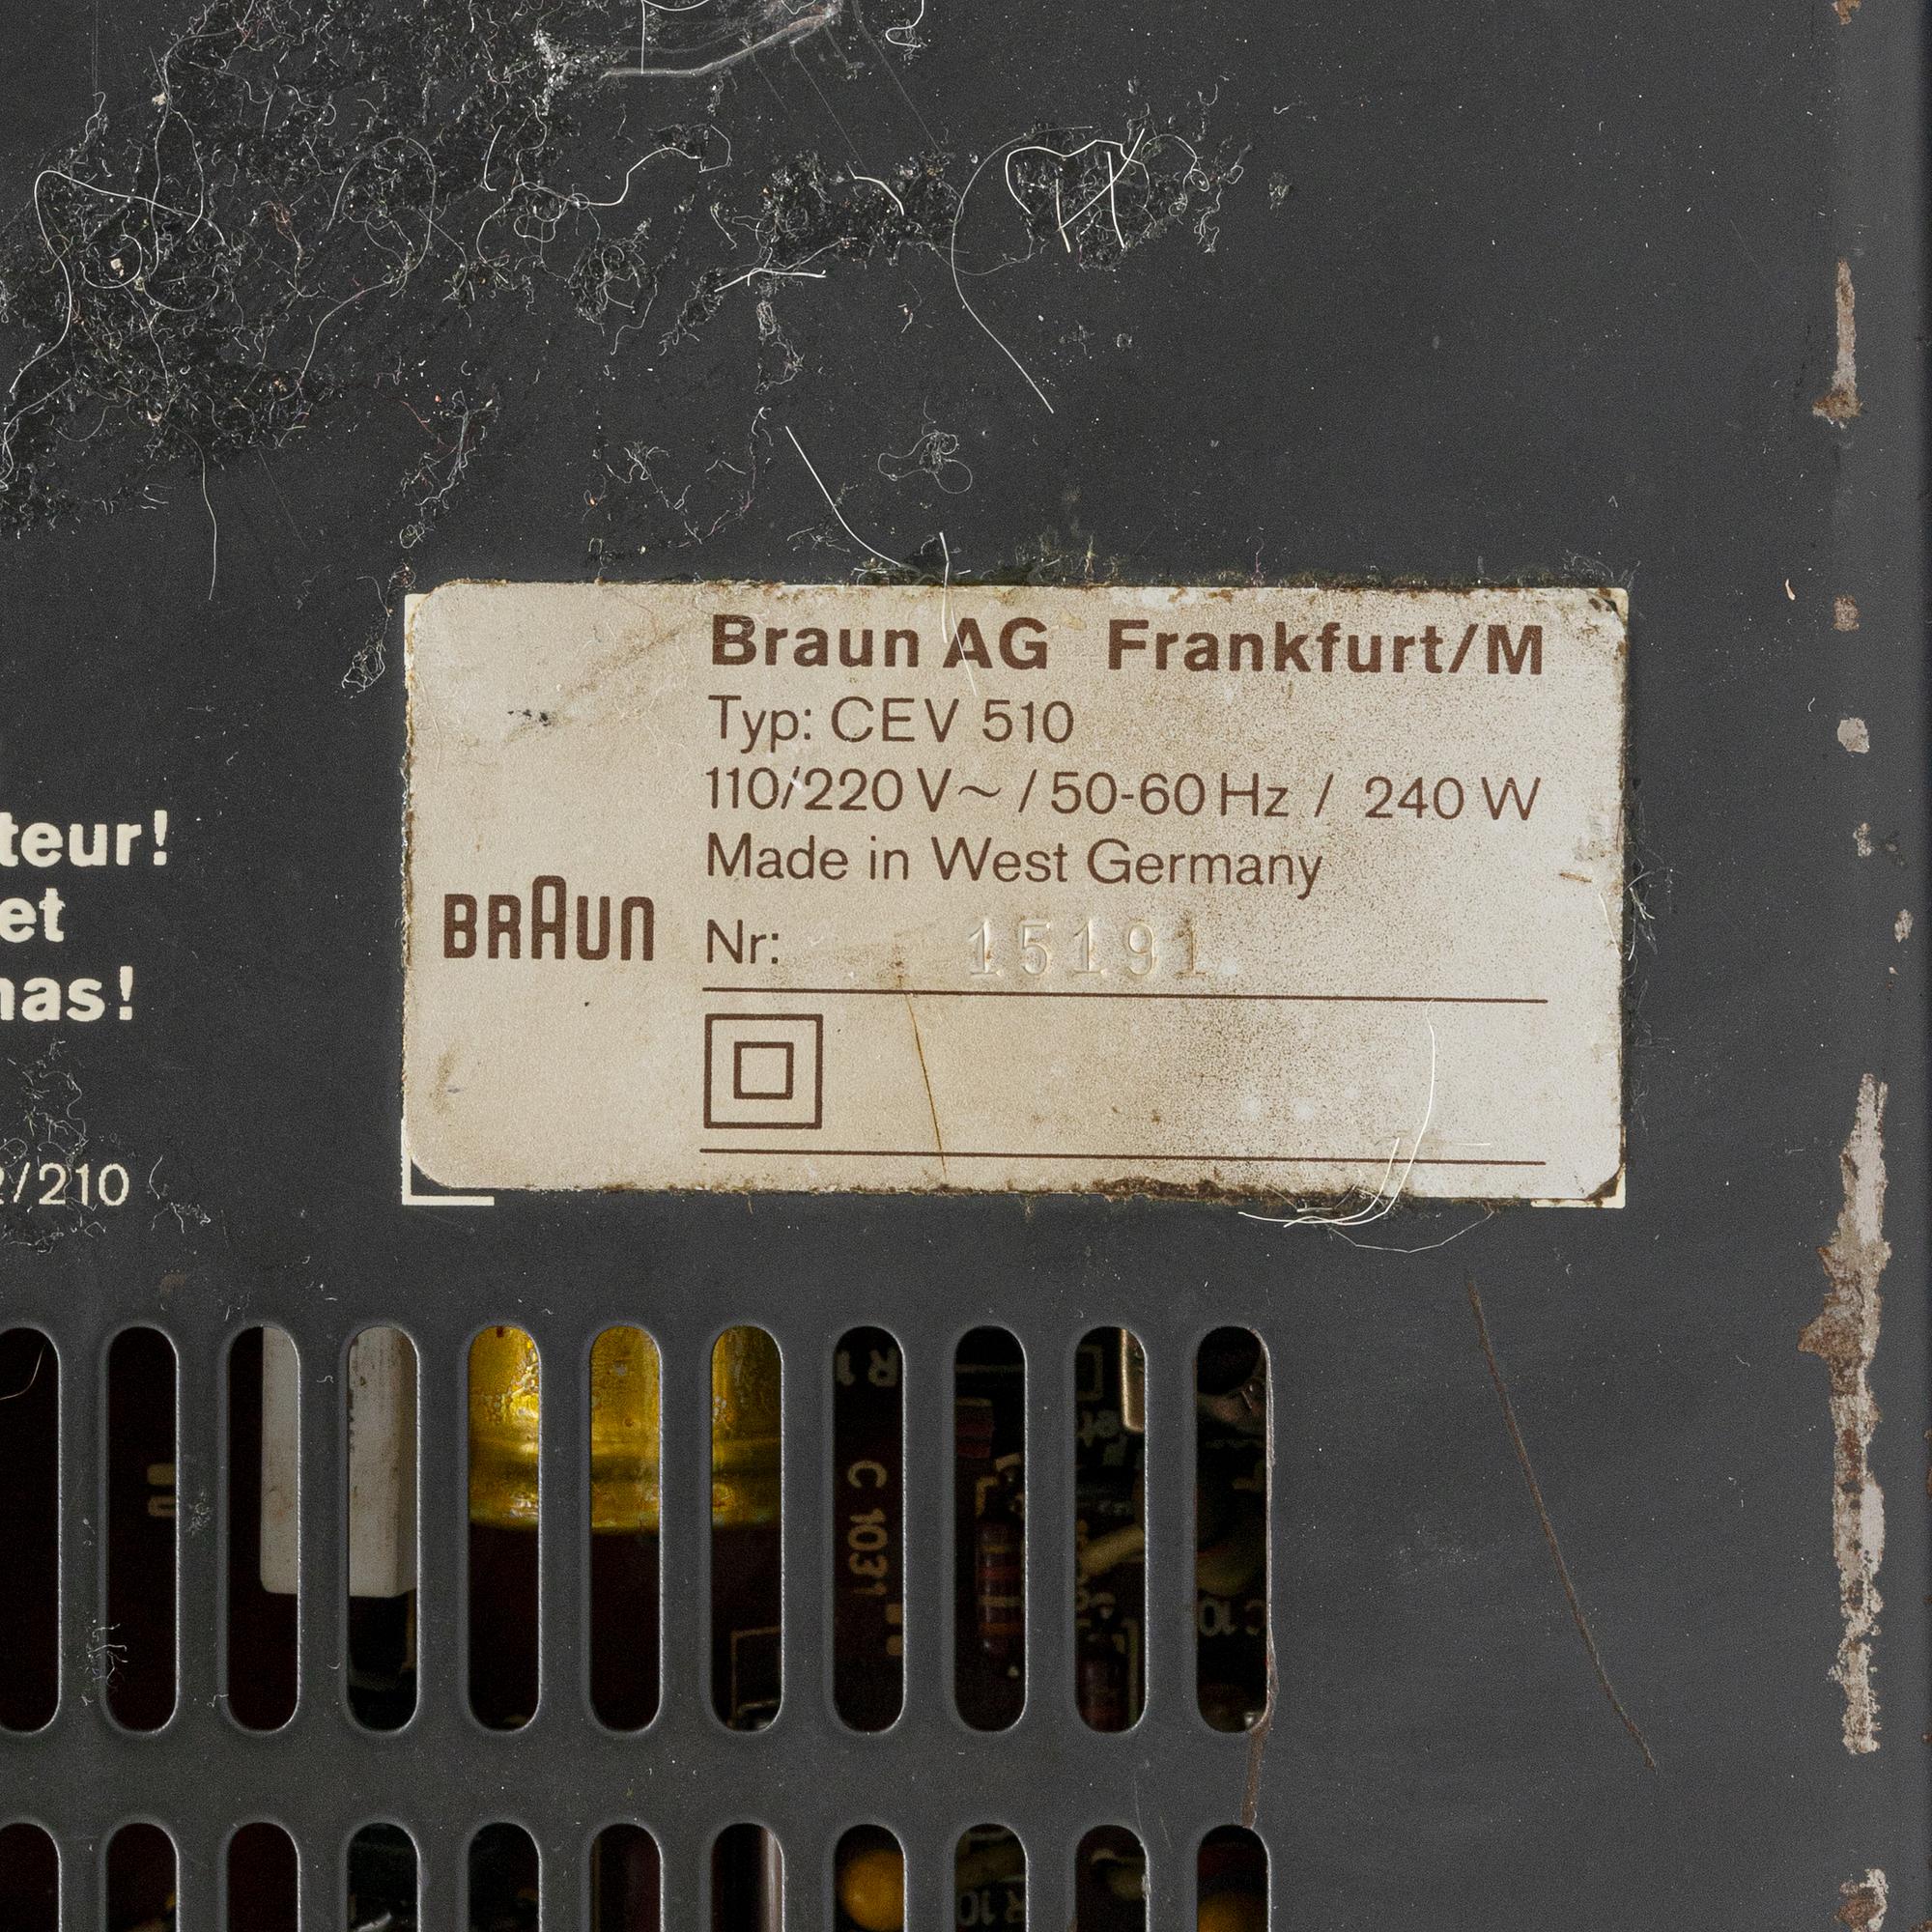 Braun AG Frankfurt/M
Typ: CEV 510
110/220 V~ / 50-60 Hz / 240 W
Made in West Germany
BRAUN
Nr: 15191
teur!
et
nas!
2/210
R1
C 1031